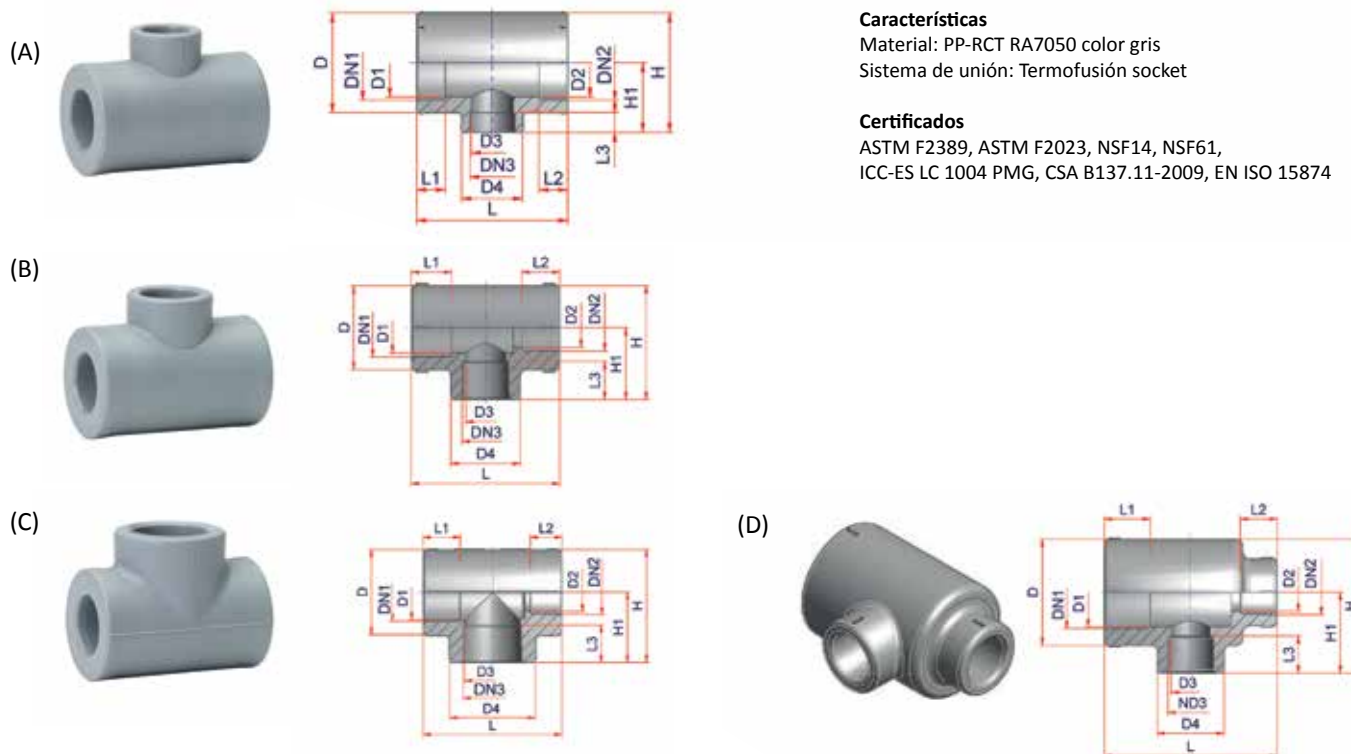 (A)
D
DN1
D1
D2
DN2
H1
H
L3
D3
DN3
D4
L1
L2
L
Características
Material: PP-RCT RA7050 color gris
Sistema de unión: Termofusión socket
Certificados
ASTM F2389, ASTM F2023, NSF14, NSF61,
ICC-ES LC 1004 PMG, CSA B137.11-2009, EN ISO 15874
(B)
L1
L2
D
DN1
D1
D2
DN2
H1
H
L3
D3
DN3
D4
L
(C)
L1
L2
D
DN1
D1
D2
DN2
H1
H
L3
D3
DN3
D4
L
(D)
L1
L2
D
DN1
D1
D2
DN2
H1
H
L3
D3
ND3
D4
L